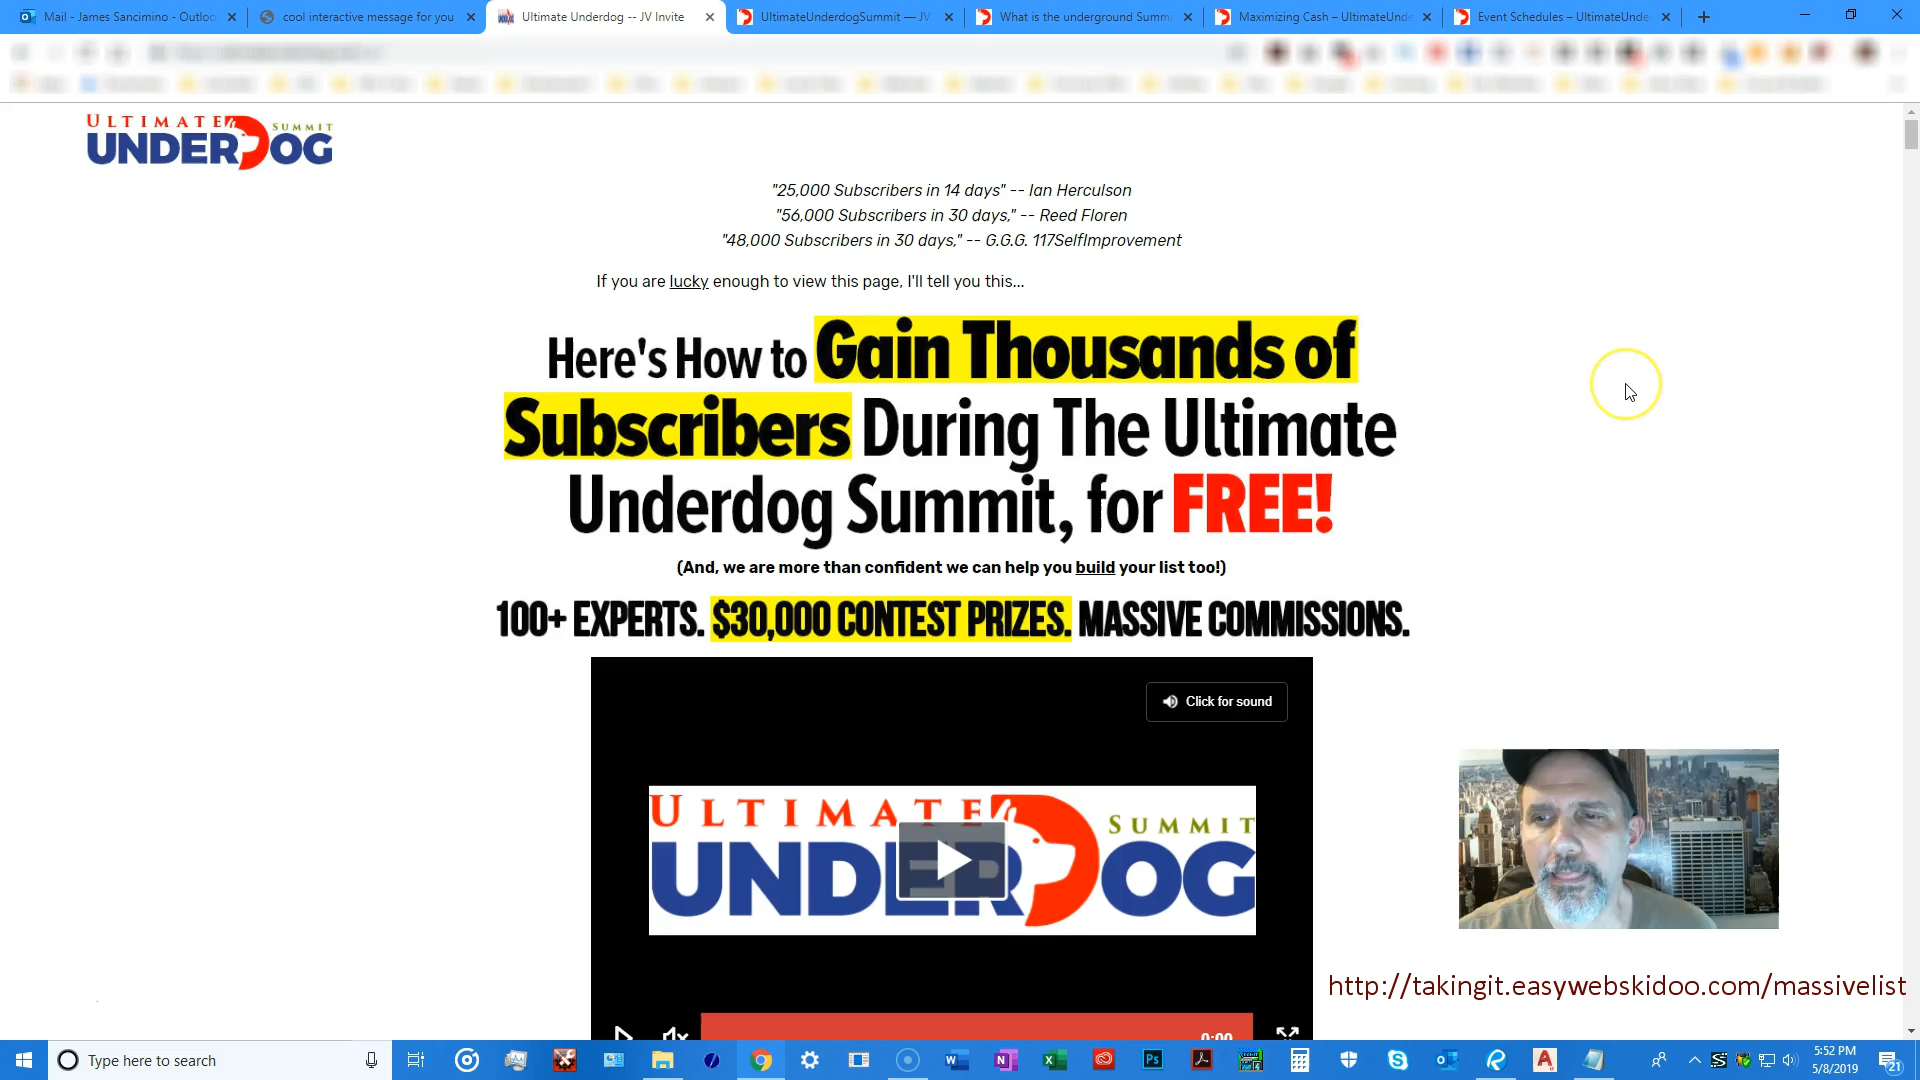 Mail - James Sancimino - Outloo
cool interactive message for you
Ultimate Underdog -- JV Invite
UltimateUnderdogSummit — JV
What is the underground Summi
Maximizing Cash – UltimateUnde
Event Schedules – UltimateUnde
ULTIMATE SUMMIT
UNDERDOG
"25,000 Subscribers in 14 days" -- Ian Herculson
"56,000 Subscribers in 30 days," -- Reed Floren
"48,000 Subscribers in 30 days," -- G.G.G. 117SelfImprovement
If you are lucky enough to view this page, I'll tell you this...
Here's How to Gain Thousands of
Subscribers During The Ultimate
Underdog Summit, for FREE!
(And, we are more than confident we can help you build your list too!)
100+ EXPERTS. $30,000 CONTEST PRIZES. MASSIVE COMMISSIONS.
Click for sound
ULTIMATE SUMMIT
UNDERDOG
http://takingit.easywebskidoo.com/massivelist
0:00
Type here to search
5:52 PM
5/8/2019
21